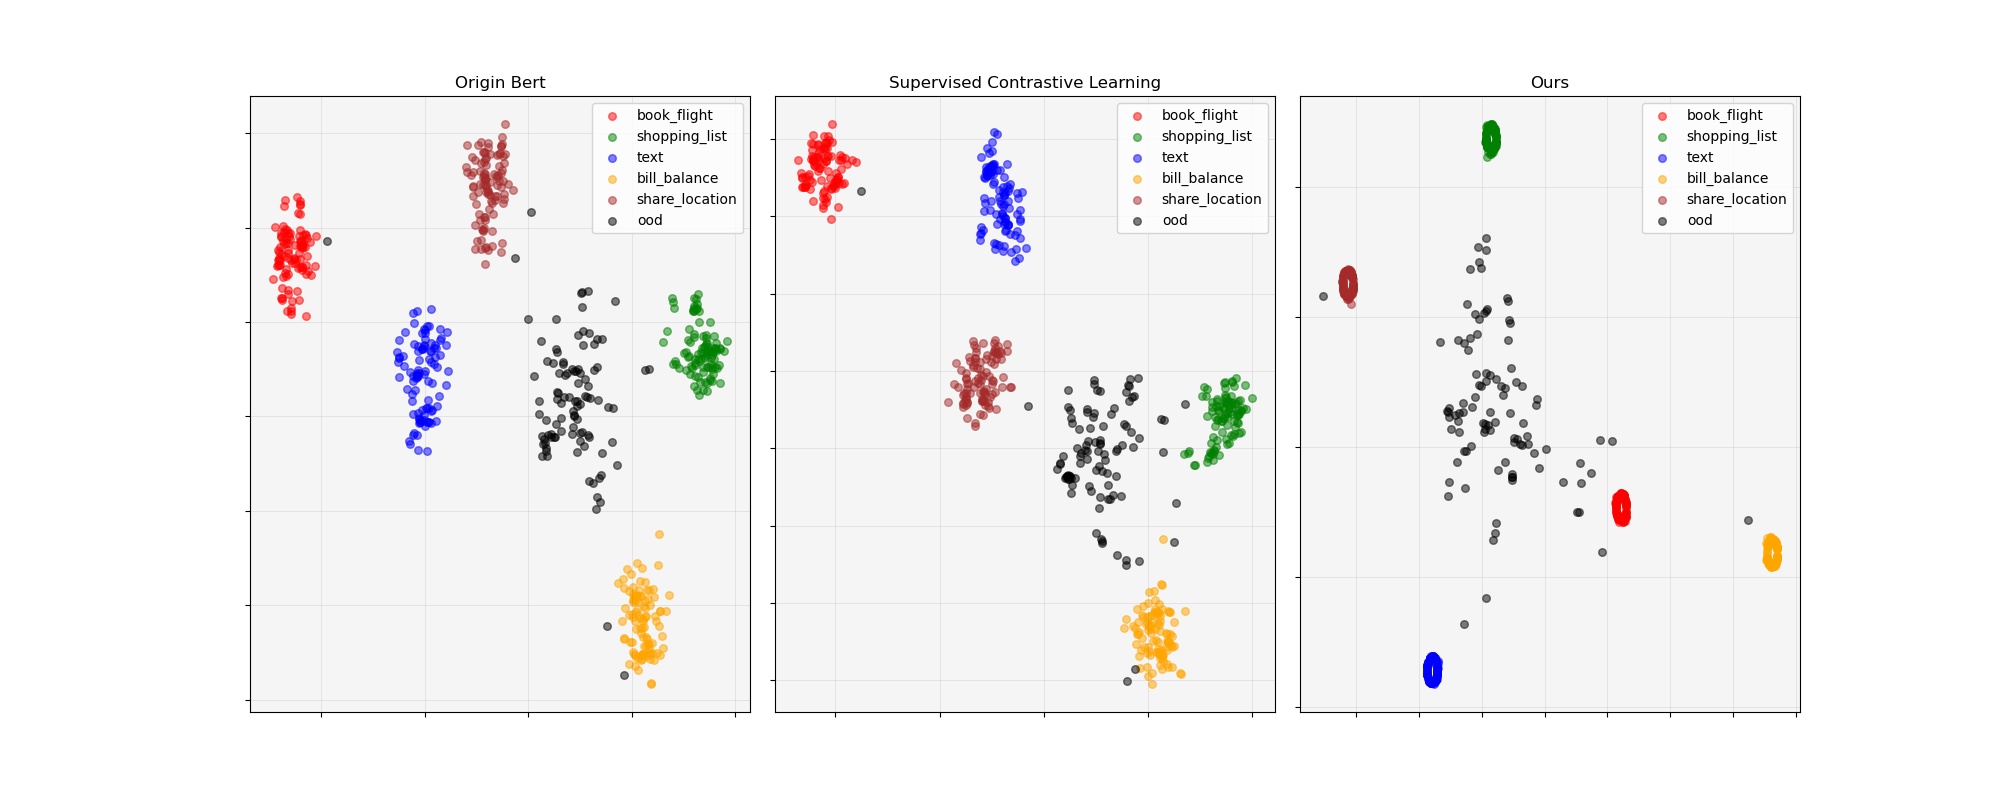 Origin Bert
book_flight
shopping_list
text
bill_balance
share_location
ood
Supervised Contrastive Learning
book_flight
shopping_list
text
bill_balance
share_location
ood
Ours
book_flight
shopping_list
text
bill_balance
share_location
ood